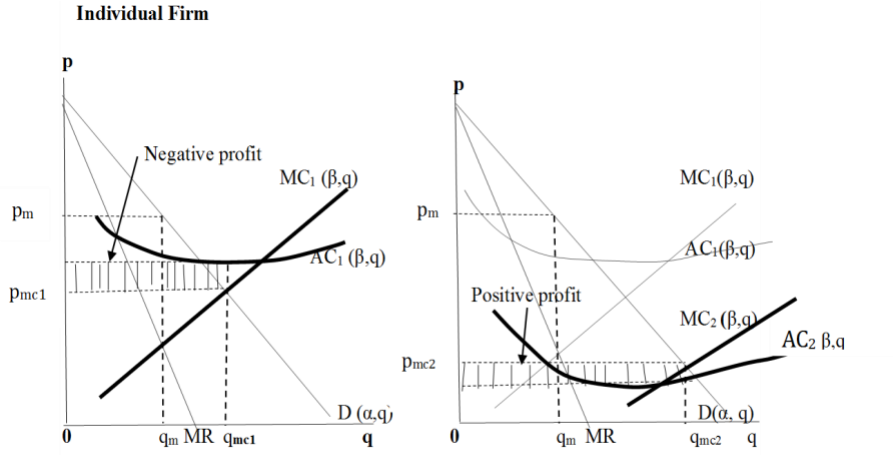 Individual Firm
p
Negative profit
MC₁ (β,q)
pm
AC₁ (β,q)
pmc1
D (α,q)
0
qm MR qmc1
q
p
MC₁(β,q)
pm
AC₁(β,q)
Positive profit
MC₂ (β,q)
AC₂ β,q
pmc2
D(α, q)
0
qm MR
qmc2
q